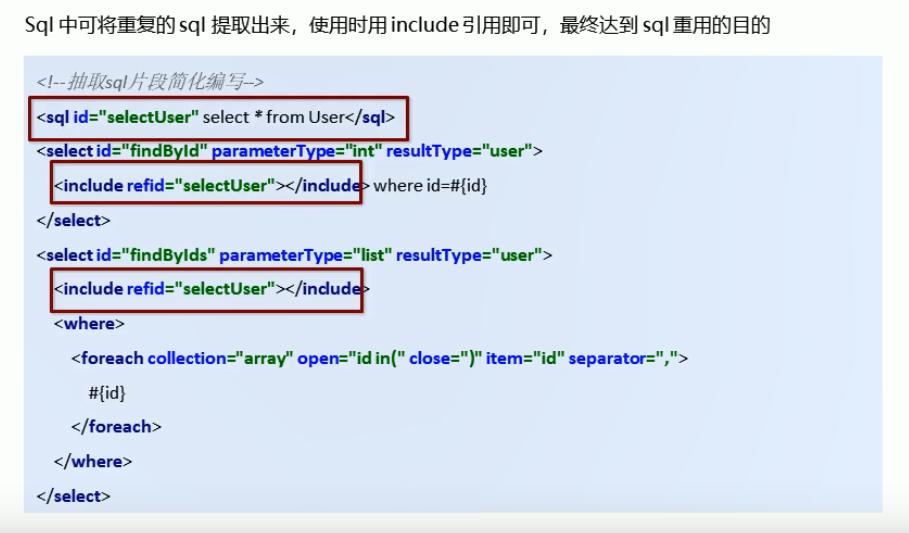 Sql 中可将重复的 sql 提取出来，使用时用 include 引用即可，最终达到 sql 重用的目的
<!--抽取sql片段简化编写-->
<sql id="selectUser" select * from User</sql>
<select id="findById" parameterType="int" resultType="user">
<include refid="selectUser"></include> where id=#{id}
</select>
<select id="findByIds" parameterType="list" resultType="user">
<include refid="selectUser"></include>
<where>
<foreach collection="array" open="id in(" close=")" item="id" separator=",">
#{id}
</foreach>
</where>
</select>